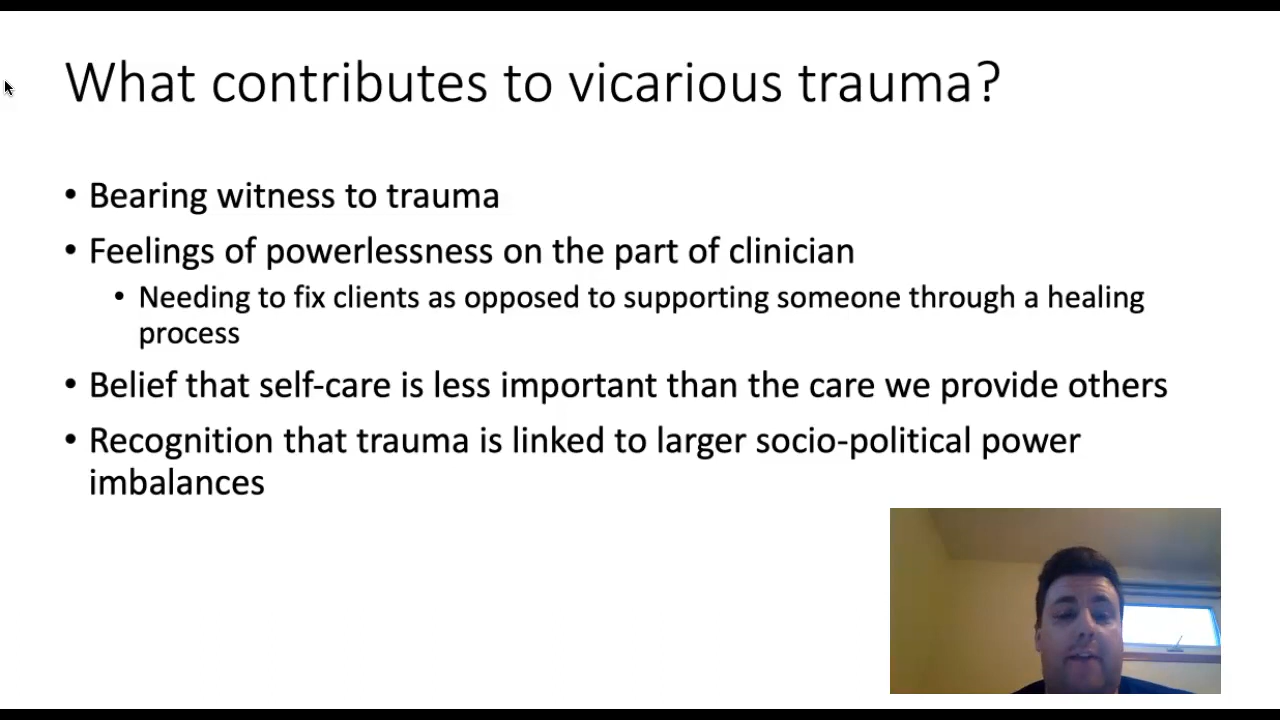 What contributes to vicarious trauma?
• Bearing witness to trauma
• Feelings of powerlessness on the part of clinician
• Needing to fix clients as opposed to supporting someone through a healing
process
• Belief that self-care is less important than the care we provide others
• Recognition that trauma is linked to larger socio-political power
imbalances